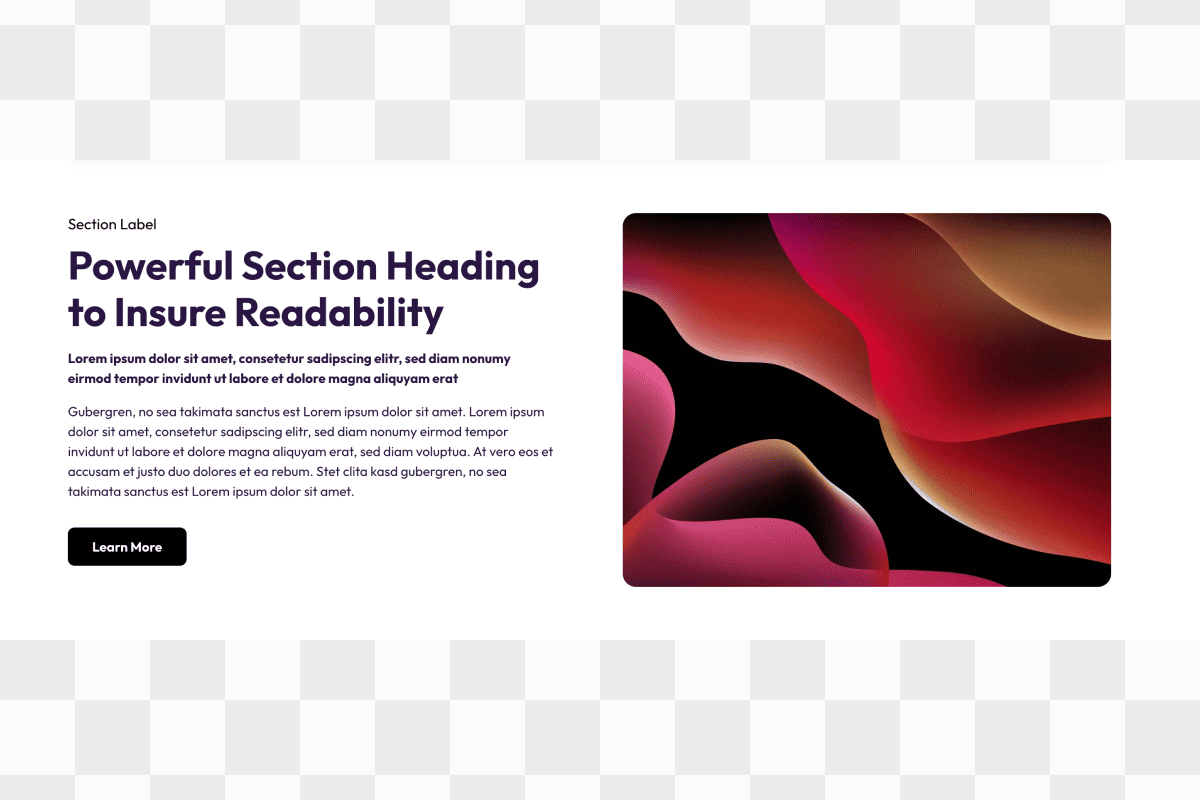 Section Label
Powerful Section Heading
to Insure Readability
Lorem ipsum dolor sit amet, consetetur sadipscing elitr, sed diam nonumy
eirmod tempor invidunt ut labore et dolore magna aliquyam erat
Gubergren, no sea takimata sanctus est Lorem ipsum dolor sit amet. Lorem ipsum
dolor sit amet, consetetur sadipscing elitr, sed diam nonumy eirmod tempor
invidunt ut labore et dolore magna aliquyam erat, sed diam voluptua. At vero eos et
accusam et justo duo dolores et ea rebum. Stet clita kasd gubergren, no sea
takimata sanctus est Lorem ipsum dolor sit amet.
Learn More